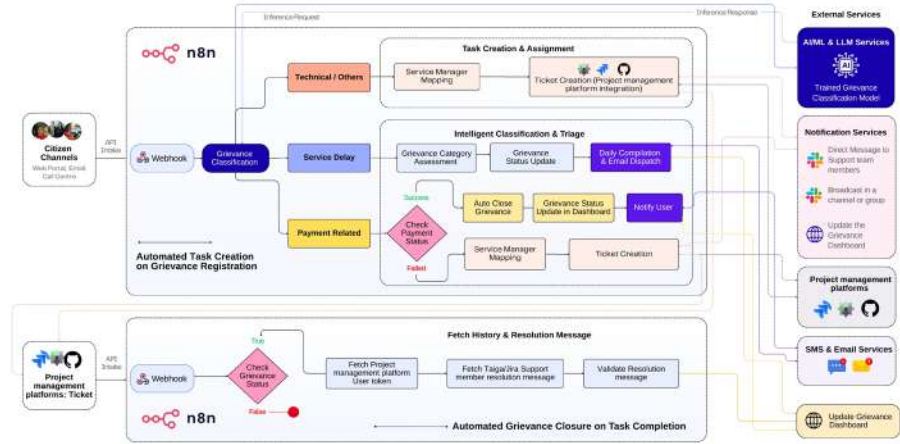 Inference Request
Inference Response
External Services
n8n
Task Creation & Assignment
AI/ML & LLM Services
AI
Trained Grievance
Classification Model
Technical / Others
Service Manager
Mapping
Ticket Creation (Project management
platform integration)
Citizen
Channels
Web Portal, Email
Call Centre
API
Intake
Webhook
Grievance
Classification
Intelligent Classification & Triage
Service Delay
Grievance Category
Assessment
Grievance
Status Update
Daily Compilation
& Email Dispatch
Notification Services
Direct Message to
Support team
members
Broadcast in a
channel or group
Update the
Grievance
Dashboard
Success
Payment Related
Check
Payment
Status
Auto Close
Grievance
Grievance Status
Update in Dashboard
Notify User
Failed
Service Manager
Mapping
Ticket Creation
Automated Task Creation
on Grievance Registration
Project management
platforms
Fetch History & Resolution Message
SMS & Email Services
Project
management
platforms: Ticket
API
Intake
Webhook
True
Check
Grievance
Status
False
Fetch Project
management platform
User token
Fetch Taiga/Jira Support
member resolution message
Validate Resolution
message
n8n
Automated Grievance Closure on Task Completion
Update Grievance
Dashboard